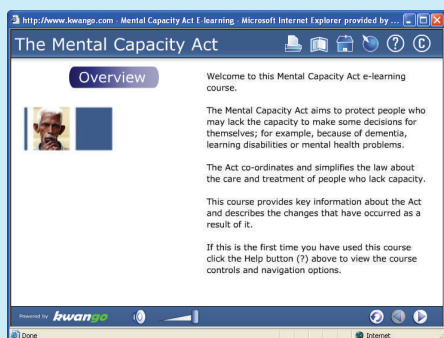 http://www.kwango.com - Mental Capacity Act E-learning - Microsoft Internet Explorer provided by ...
The Mental Capacity Act
Overview
Welcome to this Mental Capacity Act e-learning
course.
The Mental Capacity Act aims to protect people who
may lack the capacity to make some decisions for
themselves; for example, because of dementia,
learning disabilities or mental health problems.
The Act co-ordinates and simplifies the law about
the care and treatment of people who lack capacity.
This course provides key information about the Act
and describes the changes that have occurred as a
result of it.
If this is the first time you have used this course
click the Help button (?) above to view the course
controls and navigation options.
Powered by kwango
Done
Internet